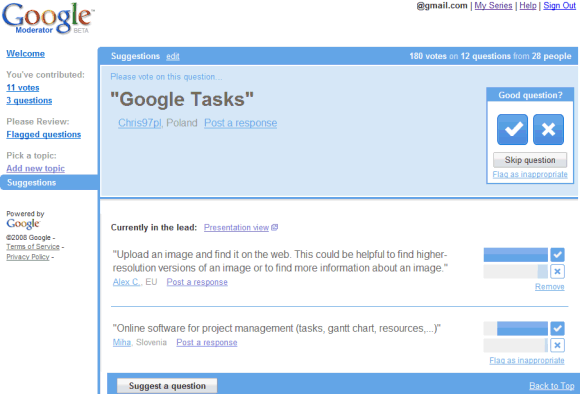 Google™
Moderator BETA
@gmail.com | My Series | Help | Sign Out
Welcome
You've contributed:
11 votes
3 questions
Please Review:
Flagged questions
Pick a topic:
Add new topic
Suggestions
Powered by
Google™
©2008 Google -
Terms of Service -
Privacy Policy -
Suggestions edit
180 votes on 12 questions from 28 people
Please vote on this question...
"Google Tasks"
Chris97pl, Poland Post a response
Good question?
Skip question
Flag as inappropriate
Currently in the lead: Presentation view
"Upload an image and find it on the web. This could be helpful to find higher-
resolution versions of an image or to find more information about an image."
Alex C., EU Post a response
Remove
"Online software for project management (tasks, gantt chart, resources,...)"
Miha, Slovenia Post a response
Flag as inappropriate
Suggest a question
Back to Top